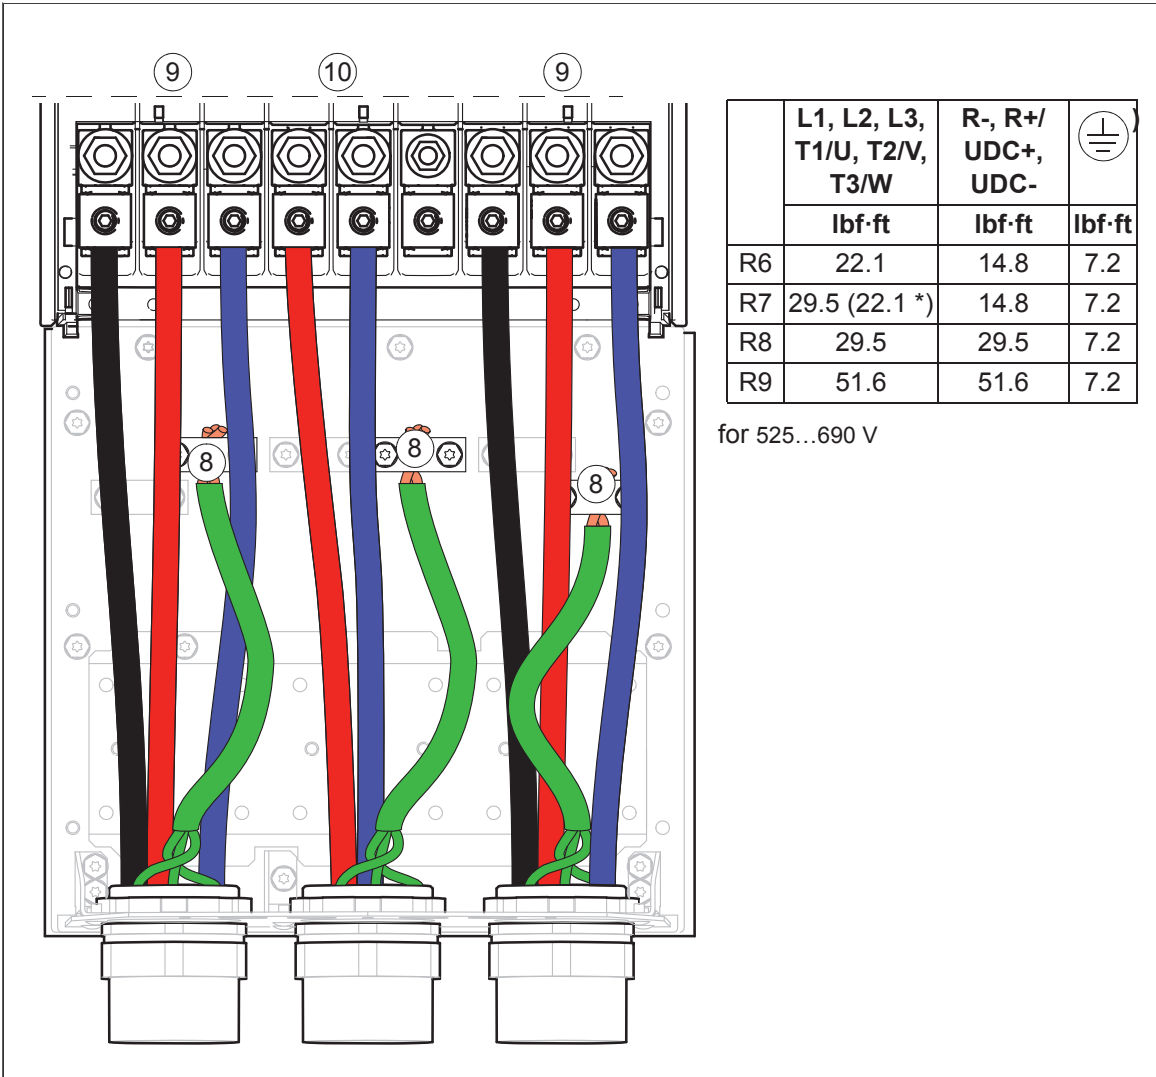 9 10 9
L1, L2, L3, T1/U, T2/V, T3/W R-, R+/ UDC+, UDC- )
lbf·ft lbf·ft lbf·ft
R6 22.1 14.8 7.2
R7 29.5 (22.1 *) 14.8 7.2
R8 29.5 29.5 7.2
R9 51.6 51.6 7.2
for 525…690 V
8 8 8